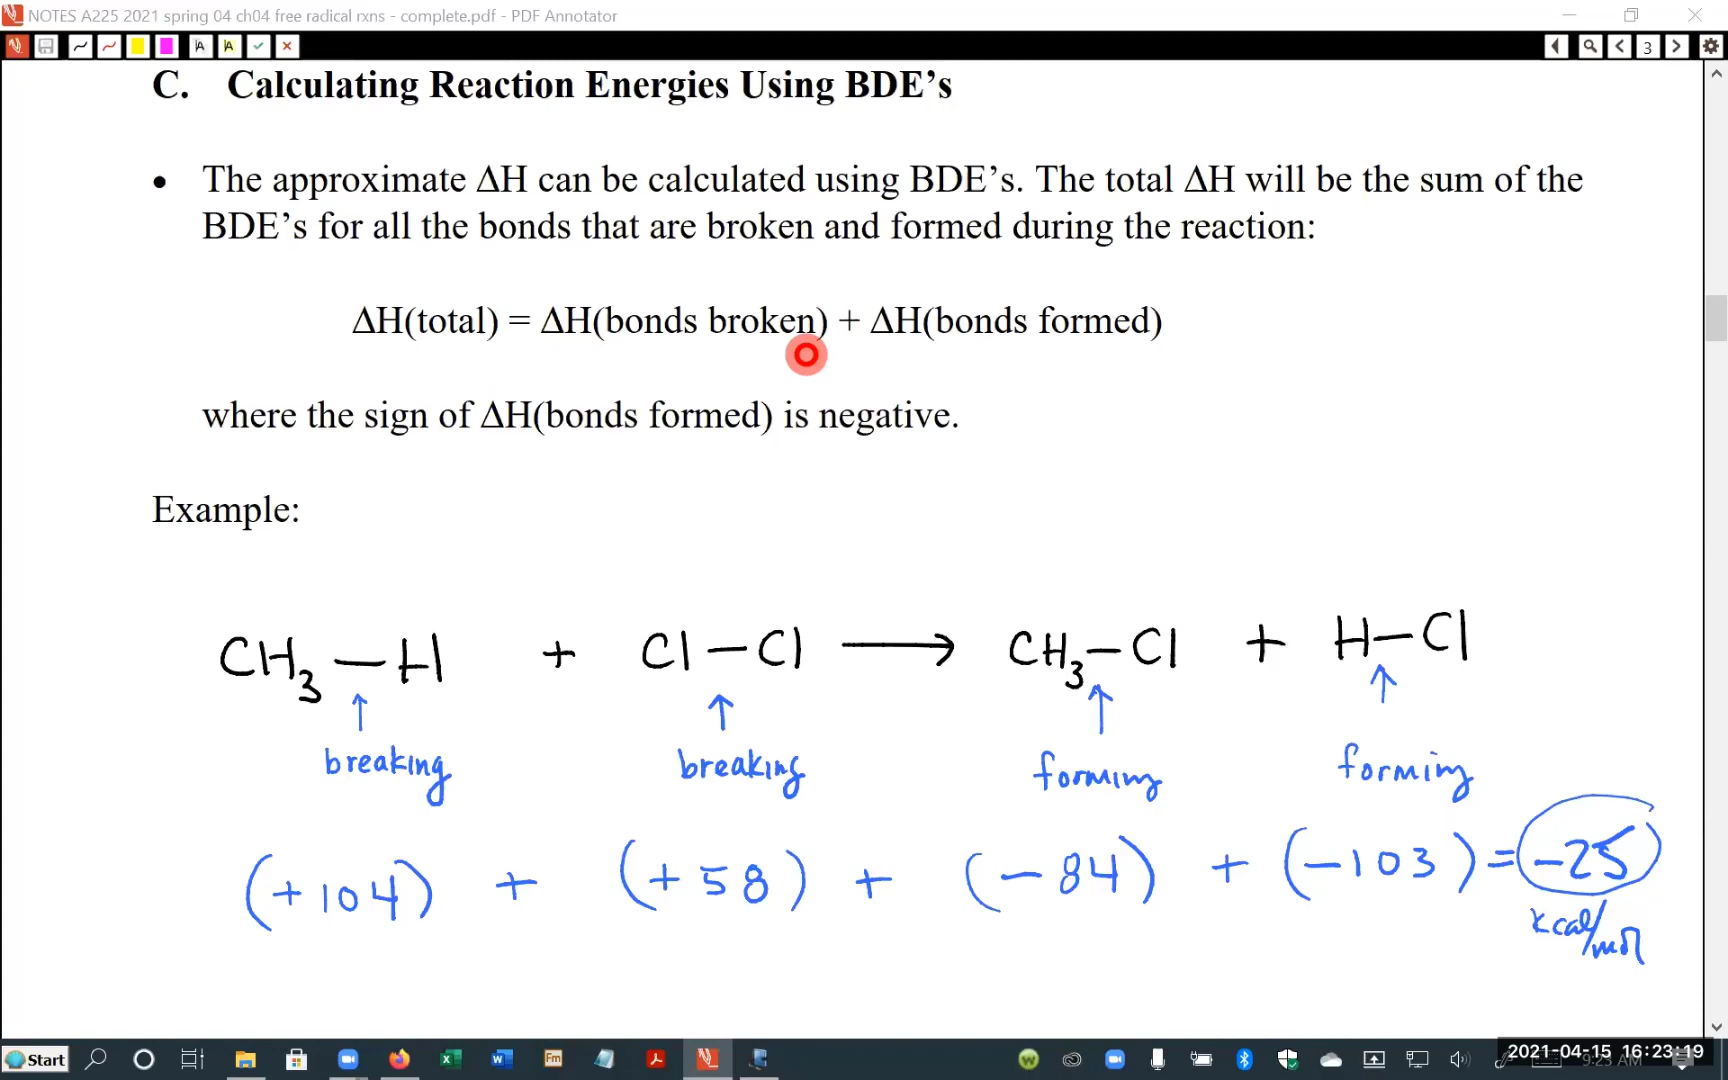 NOTES A225 2021 spring 04 ch04 free radical rxns - complete.pdf - PDF Annotator
A A 3
C. Calculating Reaction Energies Using BDE’s
• The approximate ΔH can be calculated using BDE’s. The total ΔH will be the sum of the
BDE’s for all the bonds that are broken and formed during the reaction:
ΔH(total) = ΔH(bonds broken) + ΔH(bonds formed)
where the sign of ΔH(bonds formed) is negative.
Example:
CH₃—H + Cl—Cl → CH₃—Cl + H—Cl
↑ ↑ ↑ ↑
breaking breaking forming forming
(+104) + (+58) + (-84) + (-103) = -25
kcal/mol
Start 2021-04-15 16:23:19
9:23 AM